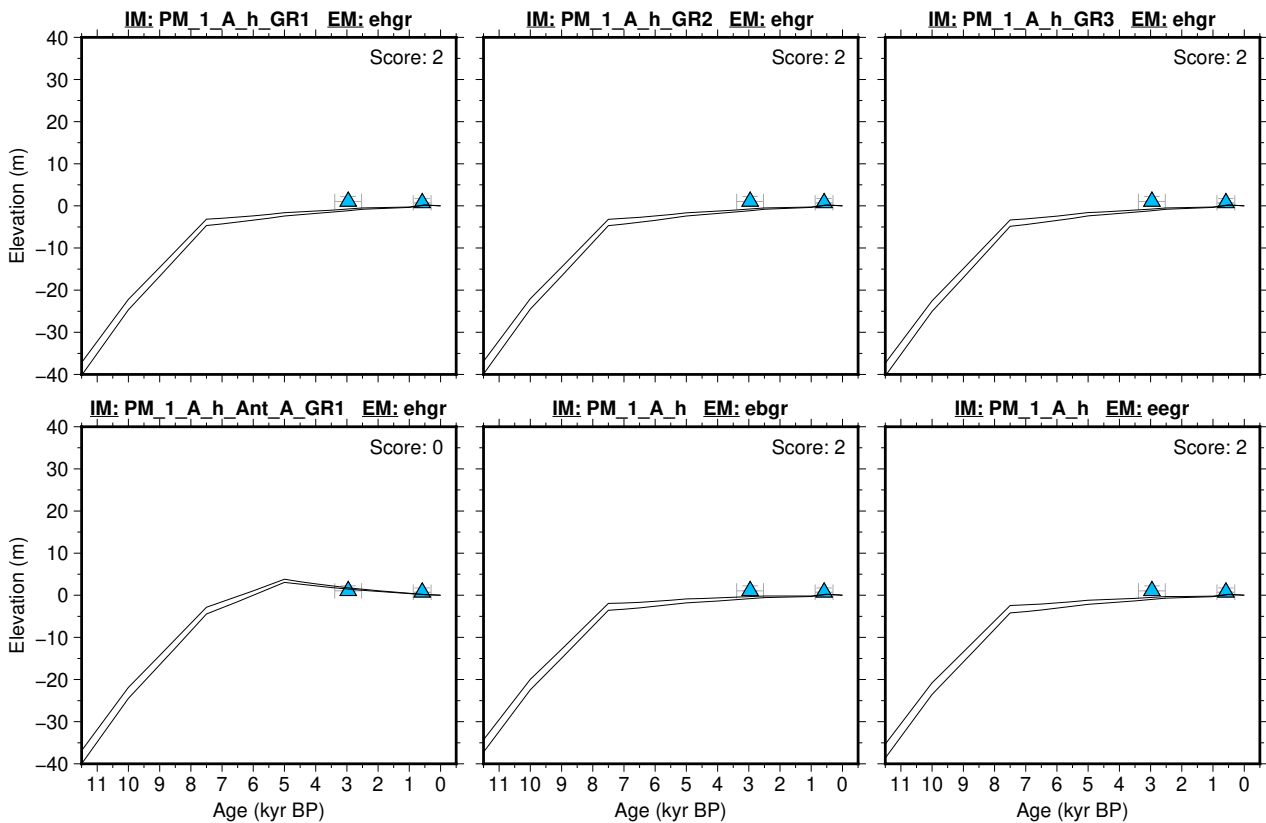 IM: PM_1_A_h_GR1 EM: ehgr
IM: PM_1_A_h_GR2 EM: ehgr
IM: PM_1_A_h_GR3 EM: ehgr
Score: 2
Score: 2
Score: 2
40
30
20
10
0
−10
−20
−30
−40
Elevation (m)
IM: PM_1_A_h_Ant_A_GR1 EM: ehgr
IM: PM_1_A_h EM: ebgr
IM: PM_1_A_h EM: eegr
Score: 0
Score: 2
Score: 2
40
30
20
10
0
−10
−20
−30
−40
Elevation (m)
11 10 9 8 7 6 5 4 3 2 1 0
11 10 9 8 7 6 5 4 3 2 1 0
11 10 9 8 7 6 5 4 3 2 1 0
Age (kyr BP)
Age (kyr BP)
Age (kyr BP)